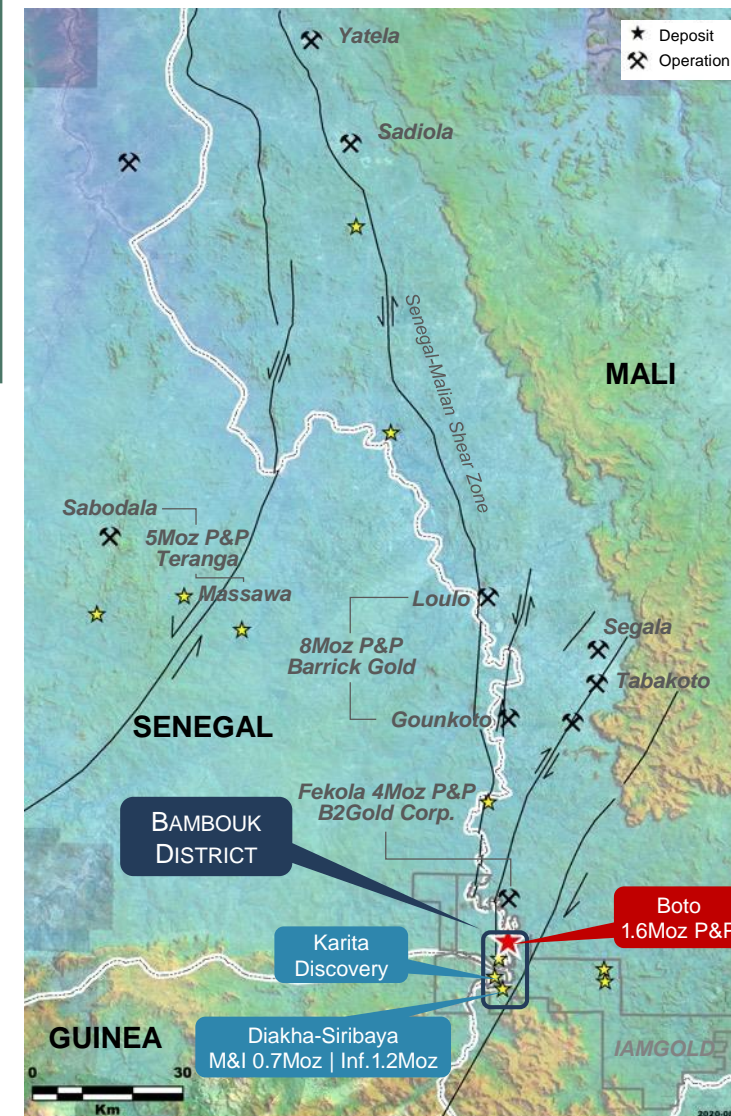 Yatela
Deposit
Operation
Sadiola
Senegal-Malian Shear Zone
MALI
Sabodala
5Moz P&P
Teranga
Massawa
Loulo
8Moz P&P
Barrick Gold
Segala
Tabakoto
Gounkoto
SENEGAL
Fekola 4Moz P&P
B2Gold Corp.
BAMBOUK
DISTRICT
Boto
1.6Moz P&P
Karita
Discovery
Diakha-Siribaya
M&I 0.7Moz | Inf.1.2Moz
GUINEA
IAMGOLD
0 30
Km